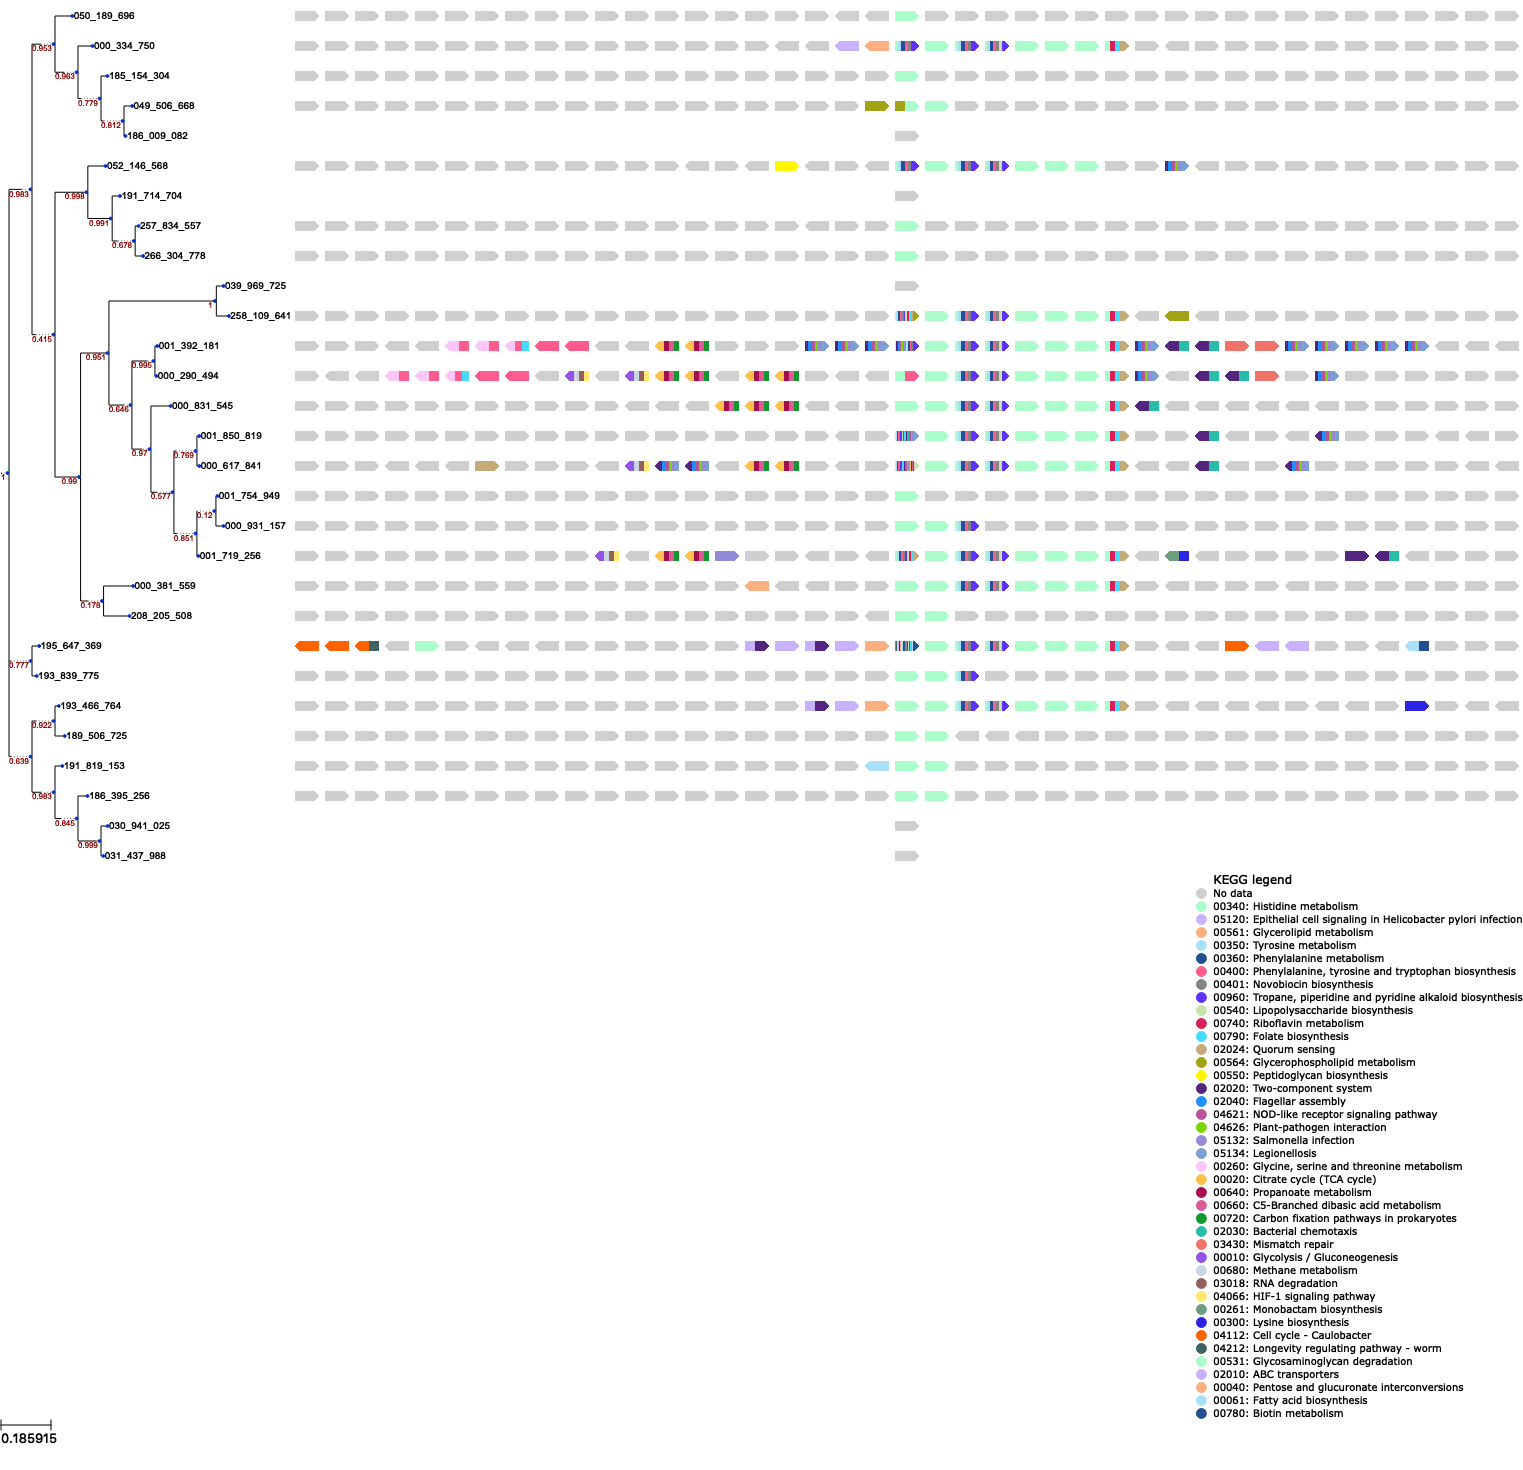 050_189_696
0.953
000_334_750
0.963
185_154_304
0.779
049_506_668
0.812
186_009_082
052_146_568
0.983
0.998
191_714_704
0.991
257_834_557
0.678
266_304_778
039_969_725
1
258_109_641
0.415
001_392_181
0.951
0.995
000_290_494
0.646
000_831_545
001_850_819
0.97
0.769
000_617_841
0.99
1
0.577
001_754_949
0.12
000_931_157
0.851
001_719_256
000_381_559
0.178
208_205_508
195_647_369
0.777
193_839_775
193_466_764
0.922
189_506_725
0.639
191_819_153
0.983
186_395_256
0.845
030_941_025
0.999
031_437_988
KEGG legend
No data
00340: Histidine metabolism
05120: Epithelial cell signaling in Helicobacter pylori infection
00561: Glycerolipid metabolism
00350: Tyrosine metabolism
00360: Phenylalanine metabolism
00400: Phenylalanine, tyrosine and tryptophan biosynthesis
00401: Novobiocin biosynthesis
00960: Tropane, piperidine and pyridine alkaloid biosynthesis
00540: Lipopolysaccharide biosynthesis
00740: Riboflavin metabolism
00790: Folate biosynthesis
02024: Quorum sensing
00564: Glycerophospholipid metabolism
00550: Peptidoglycan biosynthesis
02020: Two-component system
02040: Flagellar assembly
04621: NOD-like receptor signaling pathway
04626: Plant-pathogen interaction
05132: Salmonella infection
05134: Legionellosis
00260: Glycine, serine and threonine metabolism
00020: Citrate cycle (TCA cycle)
00640: Propanoate metabolism
00660: C5-Branched dibasic acid metabolism
00720: Carbon fixation pathways in prokaryotes
02030: Bacterial chemotaxis
03430: Mismatch repair
00010: Glycolysis / Gluconeogenesis
00680: Methane metabolism
03018: RNA degradation
04066: HIF-1 signaling pathway
00261: Monobactam biosynthesis
00300: Lysine biosynthesis
04112: Cell cycle - Caulobacter
04212: Longevity regulating pathway - worm
00531: Glycosaminoglycan degradation
02010: ABC transporters
00040: Pentose and glucuronate interconversions
00061: Fatty acid biosynthesis
00780: Biotin metabolism
0.185915